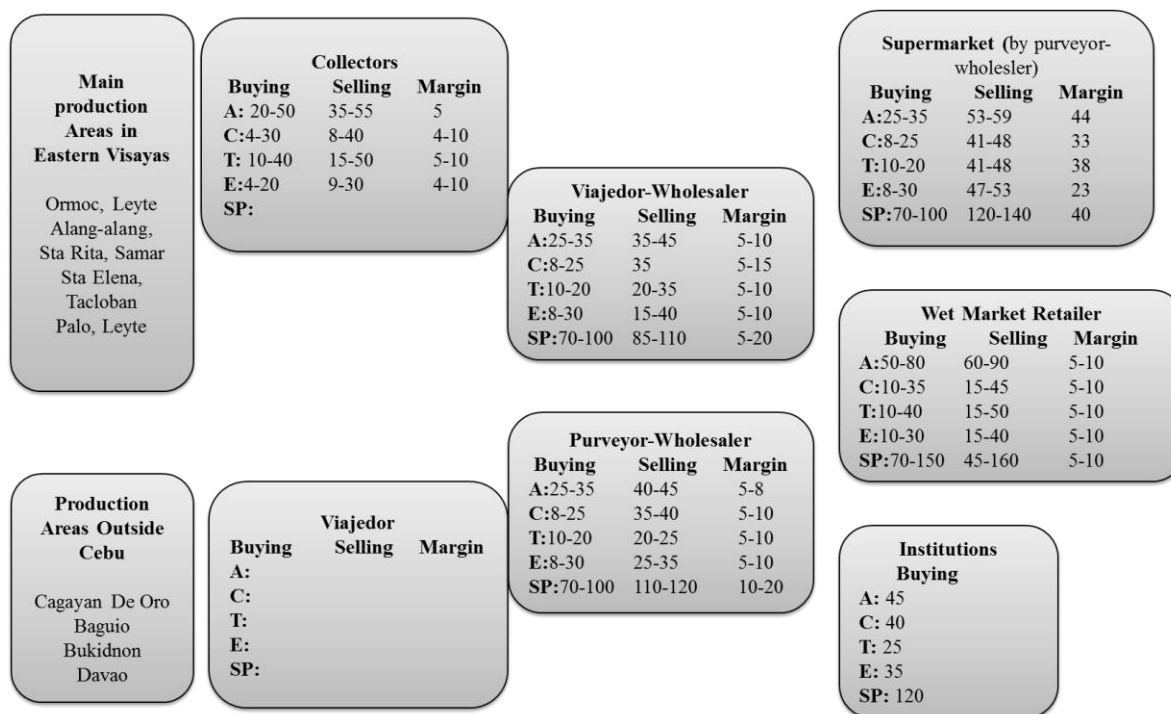 Main
production
Areas in
Eastern Visayas
Ormoc, Leyte
Alang-alang,
Sta Rita, Samar
Sta Elena,
Tacloban
Palo, Leyte
Collectors
Buying Selling Margin
A: 20-50 35-55 5
C:4-30 8-40 4-10
T: 10-40 15-50 5-10
E:4-20 9-30 4-10
SP:
Viajedor-Wholesaler
Buying Selling Margin
A:25-35 35-45 5-10
C:8-25 35 5-15
T:10-20 20-35 5-10
E:8-30 15-40 5-10
SP:70-100 85-110 5-20
Supermarket (by purveyor-
wholesler)
Buying Selling Margin
A:25-35 53-59 44
C:8-25 41-48 33
T:10-20 41-48 38
E:8-30 47-53 23
SP:70-100 120-140 40
Wet Market Retailer
Buying Selling Margin
A:50-80 60-90 5-10
C:10-35 15-45 5-10
T:10-40 15-50 5-10
E:10-30 15-40 5-10
SP:70-150 45-160 5-10
Production
Areas Outside
Cebu
Cagayan De Oro
Baguio
Bukidnon
Davao
Viajedor
Buying Selling Margin
A:
C:
T:
E:
SP:
Purveyor-Wholesaler
Buying Selling Margin
A:25-35 40-45 5-8
C:8-25 35-40 5-10
T:10-20 20-25 5-10
E:8-30 25-35 5-10
SP:70-100 110-120 10-20
Institutions
Buying
A: 45
C: 40
T: 25
E: 35
SP: 120